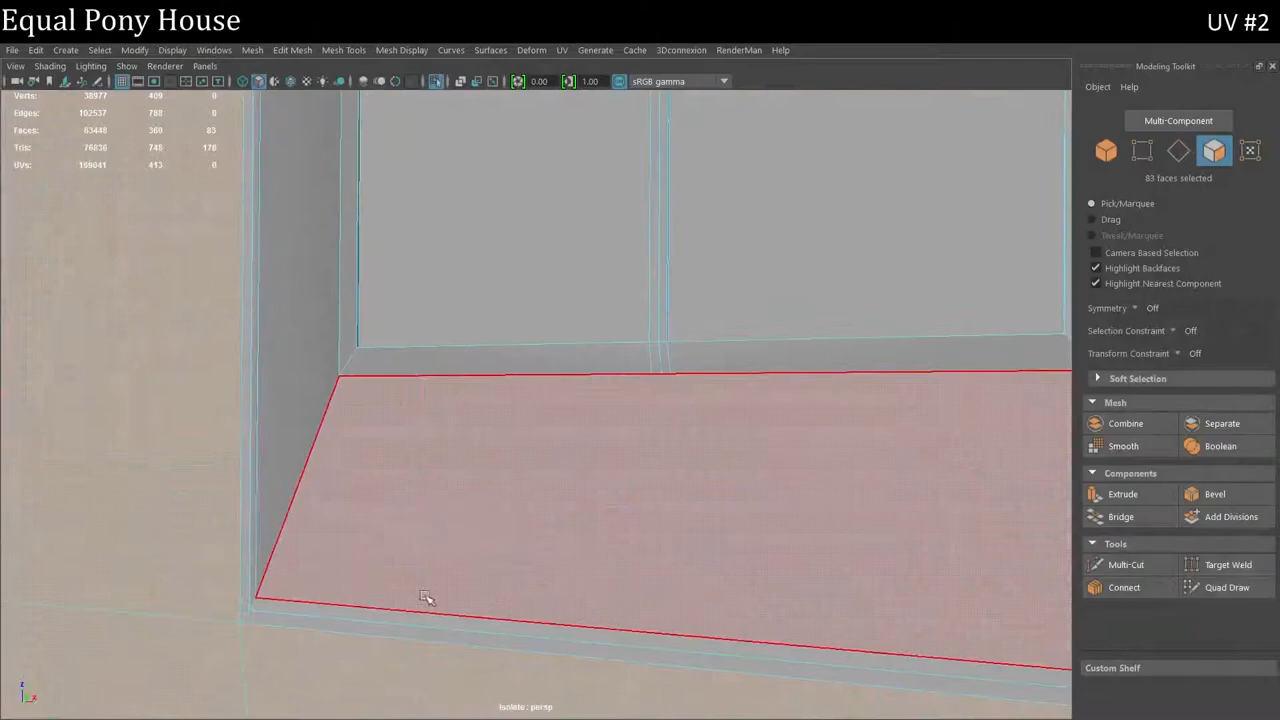 Equal Pony House
UV #2
File Edit Create Select Modify Display Windows Mesh Edit Mesh Mesh Tools Mesh Display Curves Surfaces Deform UV Generate Cache 3Dconnexion RenderMan Help
View Shading Lighting Show Renderer Panels
Modeling Toolkit
0.00 1.00 sRGB gamma
Object Help
Verts: 38977 409 0
Edges: 102537 788 0
Faces: 63448 360 83
Tris: 76836 748 178
UVs: 169041 413 0
Multi-Component
83 faces selected
Pick/Marquee
Drag
Tweak/Marquee
Camera Based Selection
Highlight Backfaces
Highlight Nearest Component
Symmetry Off
Selection Constraint Off
Transform Constraint Off
Soft Selection
Mesh
Combine Separate
Smooth Boolean
Components
Extrude Bevel
Bridge Add Divisions
Tools
Multi-Cut Target Weld
Connect Quad Draw
Custom Shelf
z
x
Isolate : persp